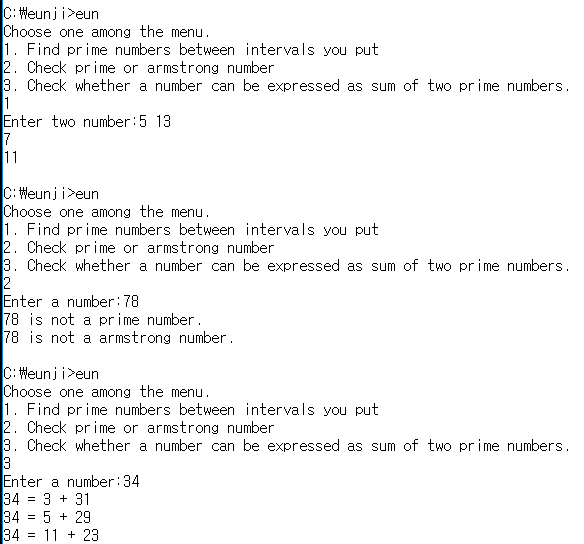 C:₩eunji>eun
Choose one among the menu.
1. Find prime numbers between intervals you put
2. Check prime or armstrong number
3. Check whether a number can be expressed as sum of two prime numbers.
1
Enter two number:5 13
7
11
C:₩eunji>eun
Choose one among the menu.
1. Find prime numbers between intervals you put
2. Check prime or armstrong number
3. Check whether a number can be expressed as sum of two prime numbers.
2
Enter a number:78
78 is not a prime number.
78 is not a armstrong number.
C:₩eunji>eun
Choose one among the menu.
1. Find prime numbers between intervals you put
2. Check prime or armstrong number
3. Check whether a number can be expressed as sum of two prime numbers.
3
Enter a number:34
34 = 3 + 31
34 = 5 + 29
34 = 11 + 23